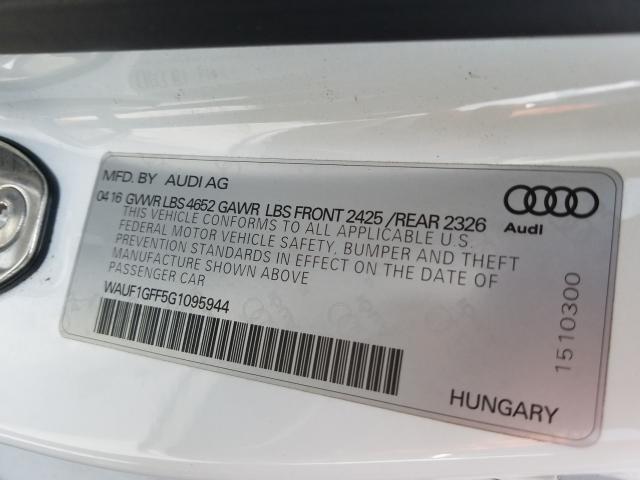 MFD. BY AUDI AG
04 16 GVWR LBS 4652 GAWR LBS FRONT 2425 /REAR 2326
THIS VEHICLE CONFORMS TO ALL APPLICABLE U.S.
FEDERAL MOTOR VEHICLE SAFETY, BUMPER AND THEFT
PREVENTION STANDARDS IN EFFECT ON THE DATE OF
MANUFACTURE SHOWN ABOVE
PASSENGER CAR
WAUF1GFF5G1095944
Audi
1510300
HUNGARY